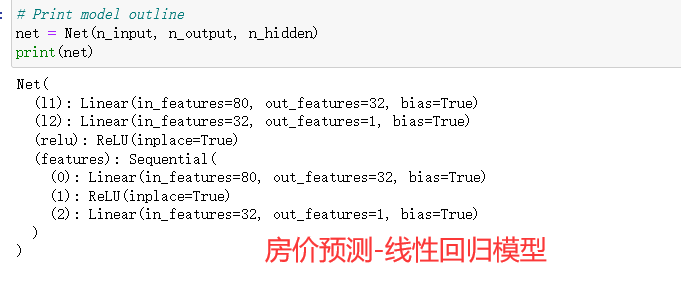 :
# Print model outline
net = Net(n_input, n_output, n_hidden)
print(net)
Net(
  (l1): Linear(in_features=80, out_features=32, bias=True)
  (l2): Linear(in_features=32, out_features=1, bias=True)
  (relu): ReLU(inplace=True)
  (features): Sequential(
    (0): Linear(in_features=80, out_features=32, bias=True)
    (1): ReLU(inplace=True)
    (2): Linear(in_features=32, out_features=1, bias=True)
  )
)
房价预测-线性回归模型